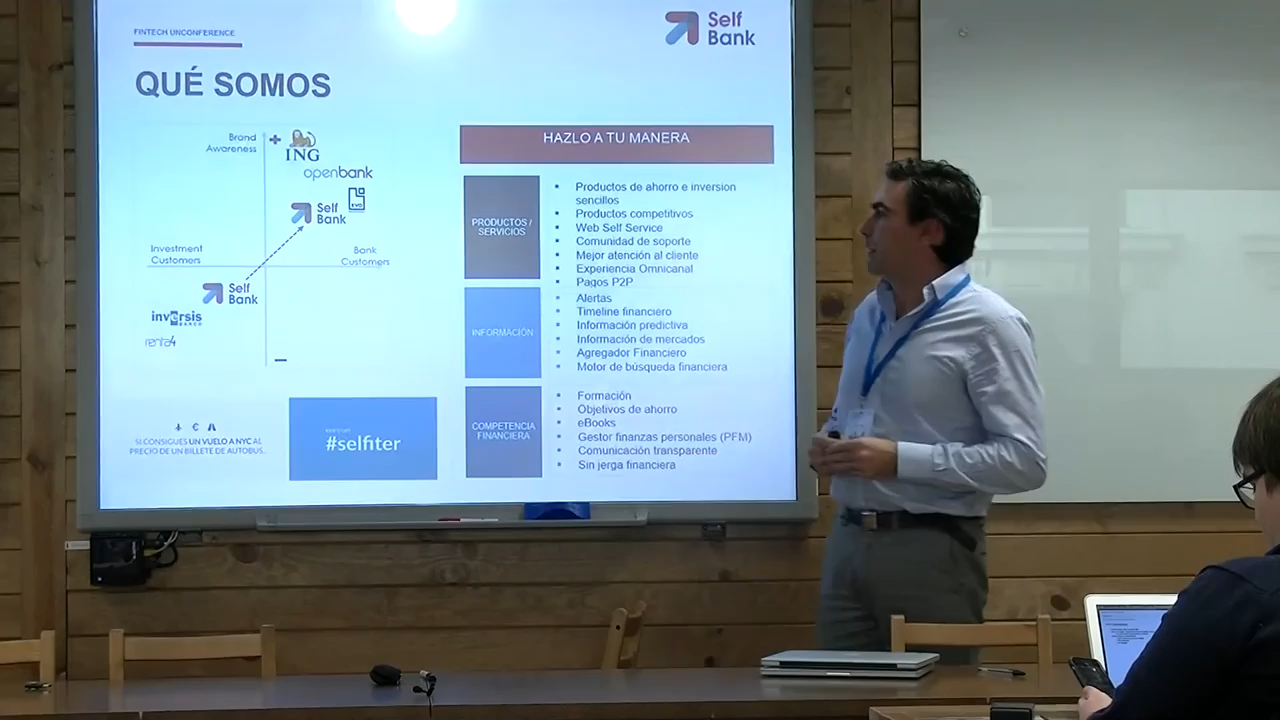 FINTECH UNCONFERENCE
Self
Bank
QUÉ SOMOS
Brand
Awareness
ING
openbank
EVO
Self
Bank
Investment
Customers
Bank
Customers
Self
Bank
inversis
BANCO
renta4
SI CONSIGUES UN VUELO A NYC AL
PRECIO DE UN BILLETE DE AUTOBUS.
#selfiter
HAZLO A TU MANERA
PRODUCTOS /
SERVICIOS
Productos de ahorro e inversion
sencillos
Productos competitivos
Web Self Service
Comunidad de soporte
Mejor atención al cliente
Experiencia Omnicanal
Pagos P2P
INFORMACIÓN
Alertas
Timeline financiero
Información predictiva
Información de mercados
Agregador Financiero
Motor de búsqueda financiera
COMPETENCIA
FINANCIERA
Formación
Objetivos de ahorro
eBooks
Gestor finanzas personales (PFM)
Comunicación transparente
Sin jerga financiera